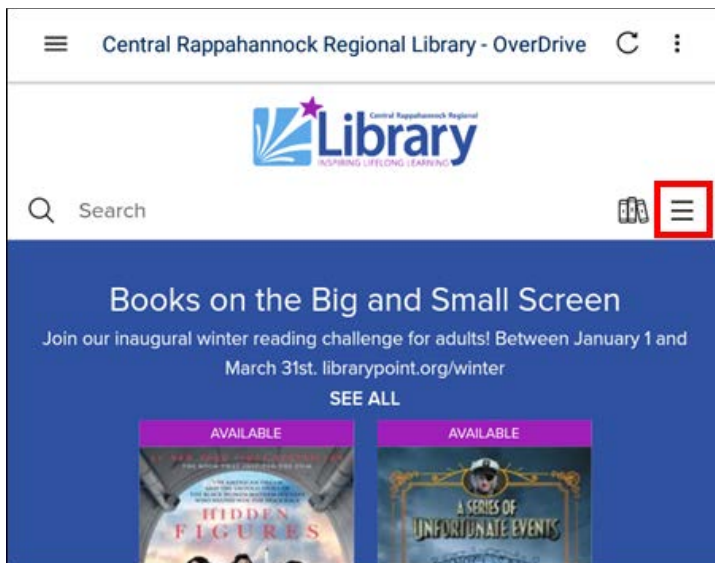 Central Rappahannock Regional Library - OverDrive
Central Rappahannock Regional
Library
INSPIRING LIFELONG LEARNING
Search
Books on the Big and Small Screen
Join our inaugural winter reading challenge for adults! Between January 1 and
March 31st. librarypoint.org/winter
SEE ALL
AVAILABLE
AVAILABLE
HIDDEN
FIGURES
A SERIES OF
UNFORTUNATE EVENTS